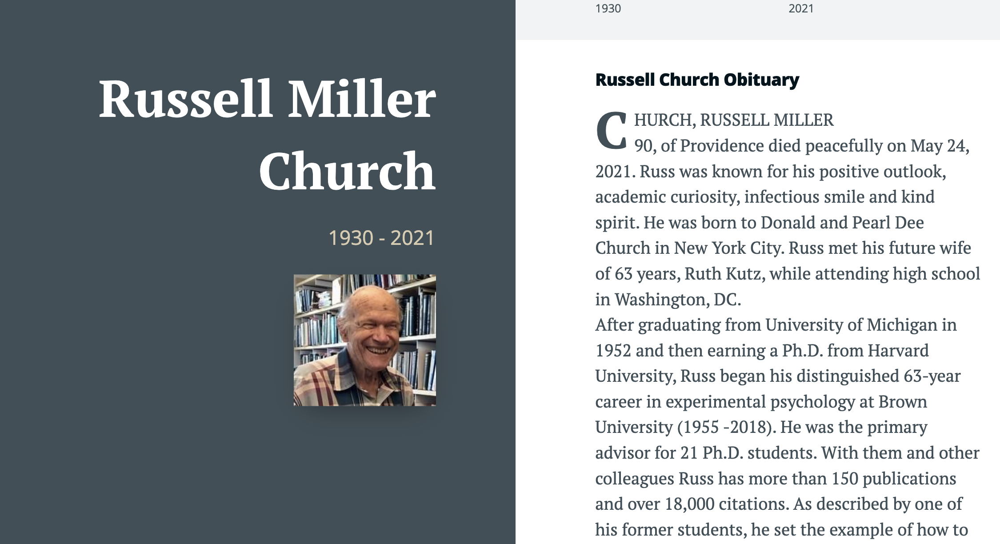 Russell Miller
Church
1930 - 2021
1930
2021
Russell Church Obituary
CHURCH, RUSSELL MILLER
90, of Providence died peacefully on May 24,
2021. Russ was known for his positive outlook,
academic curiosity, infectious smile and kind
spirit. He was born to Donald and Pearl Dee
Church in New York City. Russ met his future wife
of 63 years, Ruth Kutz, while attending high school
in Washington, DC.
After graduating from University of Michigan in
1952 and then earning a Ph.D. from Harvard
University, Russ began his distinguished 63-year
career in experimental psychology at Brown
University (1955 -2018). He was the primary
advisor for 21 Ph.D. students. With them and other
colleagues Russ has more than 150 publications
and over 18,000 citations. As described by one of
his former students, he set the example of how to